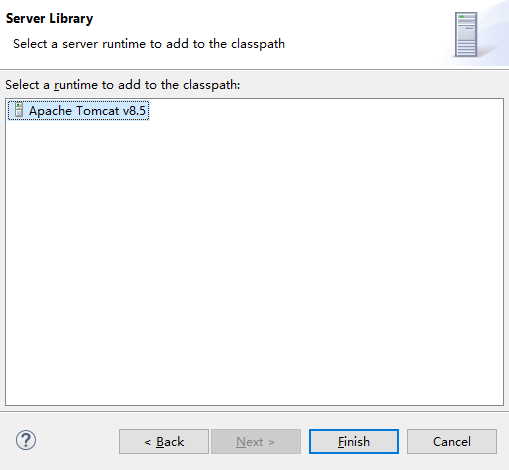 Server Library
Select a server runtime to add to the classpath
Select a runtime to add to the classpath:
Apache Tomcat v8.5
?
< Back
Next >
Finish
Cancel